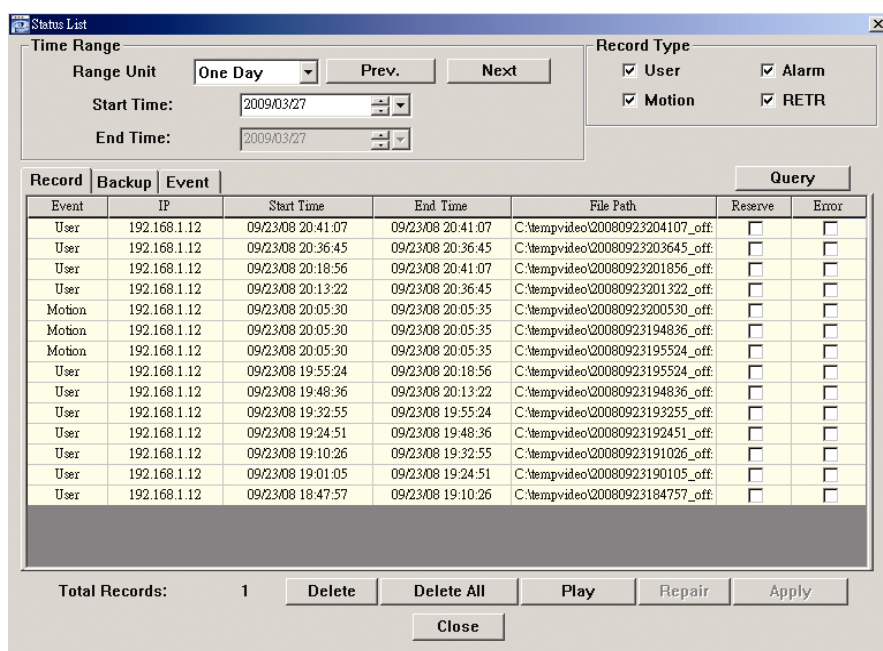 Status List
Time Range
Record Type
Range Unit One Day Prev. Next
User Alarm
Start Time: 2009/03/27
Motion RETR
End Time: 2009/03/27
Record Backup Event
Query
Event IP Start Time End Time File Path Reserve Error
User 192.168.1.12 09/23/08 20:41:07 09/23/08 20:41:07 C:\tempvideo\20080923204107_off:
User 192.168.1.12 09/23/08 20:36:45 09/23/08 20:36:45 C:\tempvideo\20080923203645_off:
User 192.168.1.12 09/23/08 20:18:56 09/23/08 20:41:07 C:\tempvideo\20080923201856_off:
User 192.168.1.12 09/23/08 20:13:22 09/23/08 20:36:45 C:\tempvideo\20080923201322_off:
Motion 192.168.1.12 09/23/08 20:05:30 09/23/08 20:05:35 C:\tempvideo\20080923200530_off:
Motion 192.168.1.12 09/23/08 20:05:30 09/23/08 20:05:35 C:\tempvideo\20080923194836_off:
Motion 192.168.1.12 09/23/08 20:05:30 09/23/08 20:05:35 C:\tempvideo\20080923195524_off:
User 192.168.1.12 09/23/08 19:55:24 09/23/08 20:18:56 C:\tempvideo\20080923195524_off:
User 192.168.1.12 09/23/08 19:48:36 09/23/08 20:13:22 C:\tempvideo\20080923194836_off:
User 192.168.1.12 09/23/08 19:32:55 09/23/08 19:55:24 C:\tempvideo\20080923193255_off:
User 192.168.1.12 09/23/08 19:24:51 09/23/08 19:48:36 C:\tempvideo\20080923192451_off:
User 192.168.1.12 09/23/08 19:10:26 09/23/08 19:32:55 C:\tempvideo\20080923191026_off:
User 192.168.1.12 09/23/08 19:01:05 09/23/08 19:24:51 C:\tempvideo\20080923190105_off:
User 192.168.1.12 09/23/08 18:47:57 09/23/08 19:10:26 C:\tempvideo\20080923184757_off:
Total Records: 1 Delete Delete All Play Repair Apply
Close